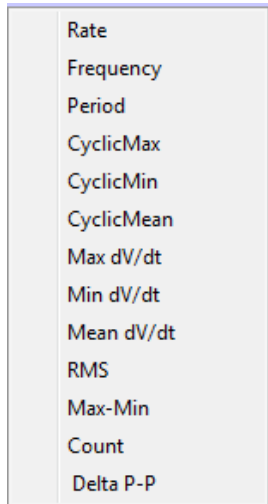 Rate
Frequency
Period
CyclicMax
CyclicMin
CyclicMean
Max dV/dt
Min dV/dt
Mean dV/dt
RMS
Max-Min
Count
Delta P-P